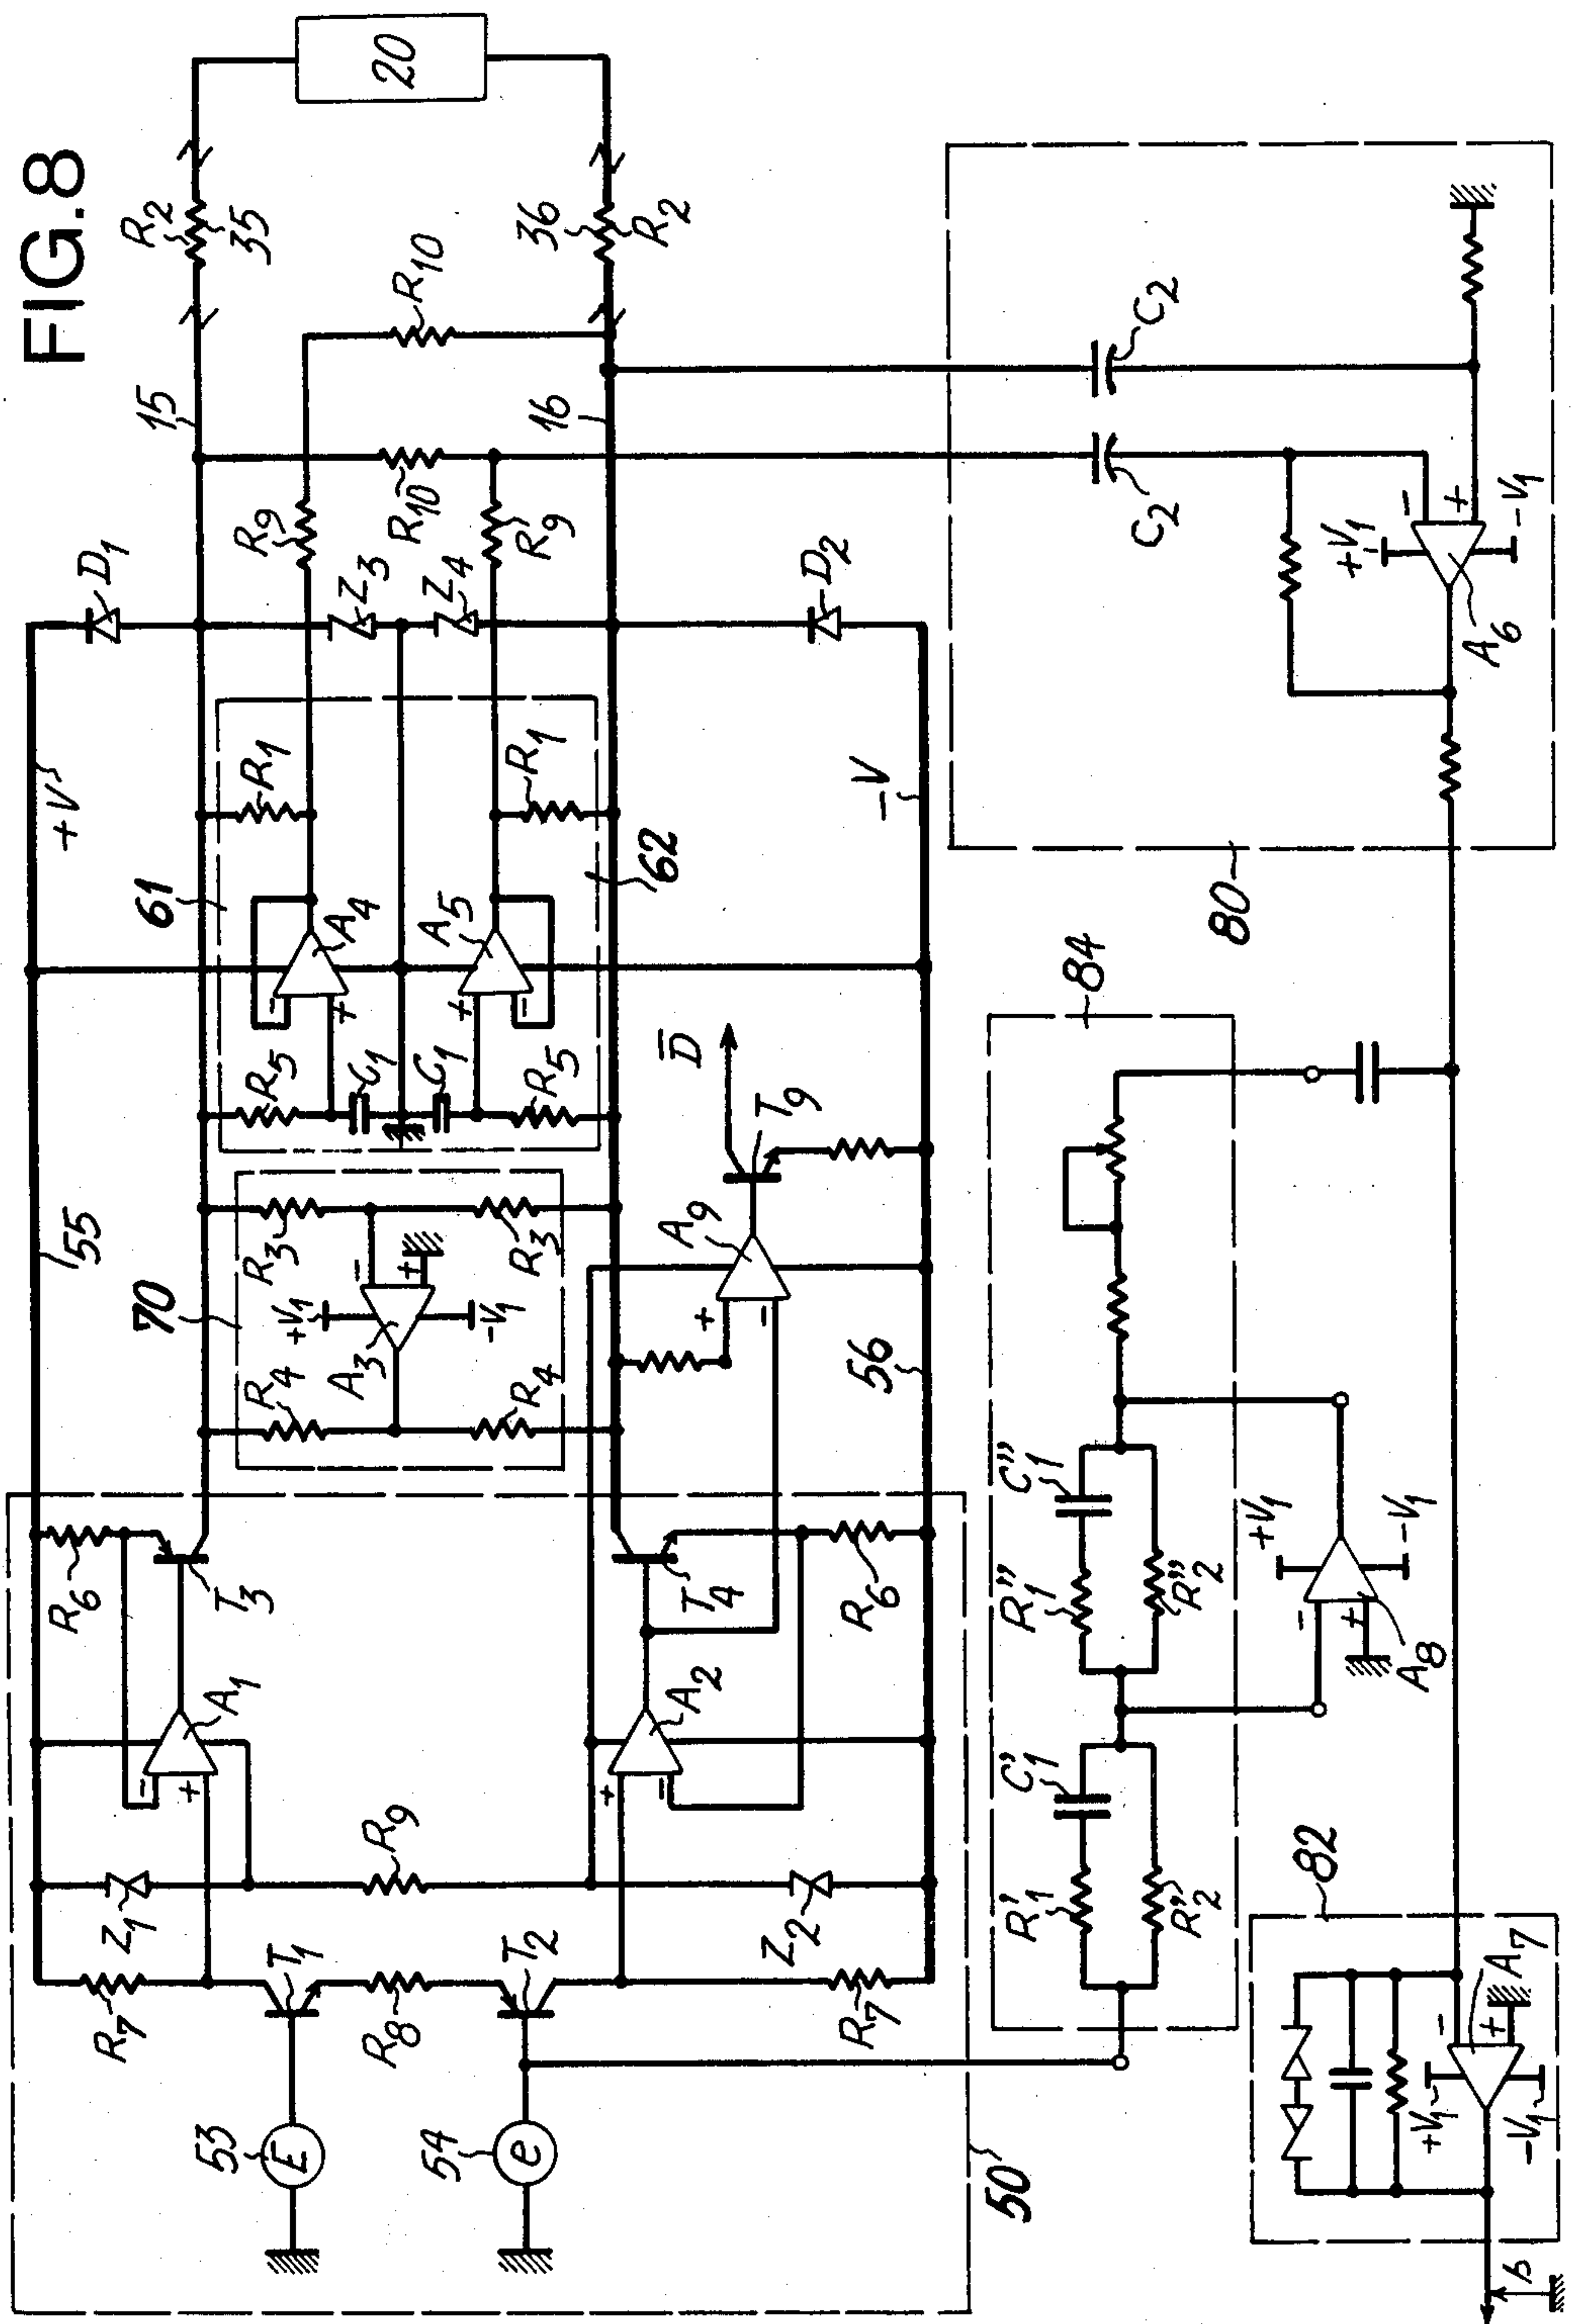 FIG.8
+V
55
D1
15
R2
35
20
R6
T3
A1
−
+
Z1
R7
T1
R9
R8
53
E
54
e
T2
Z2
R7
A2
+
−
T4
R6
50
70
R3
R3
+V1
−V1
A3
−
+
R4
R4
61
62
R5
C1
C1
R5
A4
−
+
A5
+
−
R1
R1
R9
R10
R10
R9
Z3
Z4
D2
16
36
R2
−V
D̅
T9
A9
+
−
56
84
R'1
C'1
R''2
R''1
C''1
R''2
+V1
−V1
−
+
A8
80
C2
C2
+V1
−V1
−
+
A6
82
A7
−
+
+V1
−V1
s